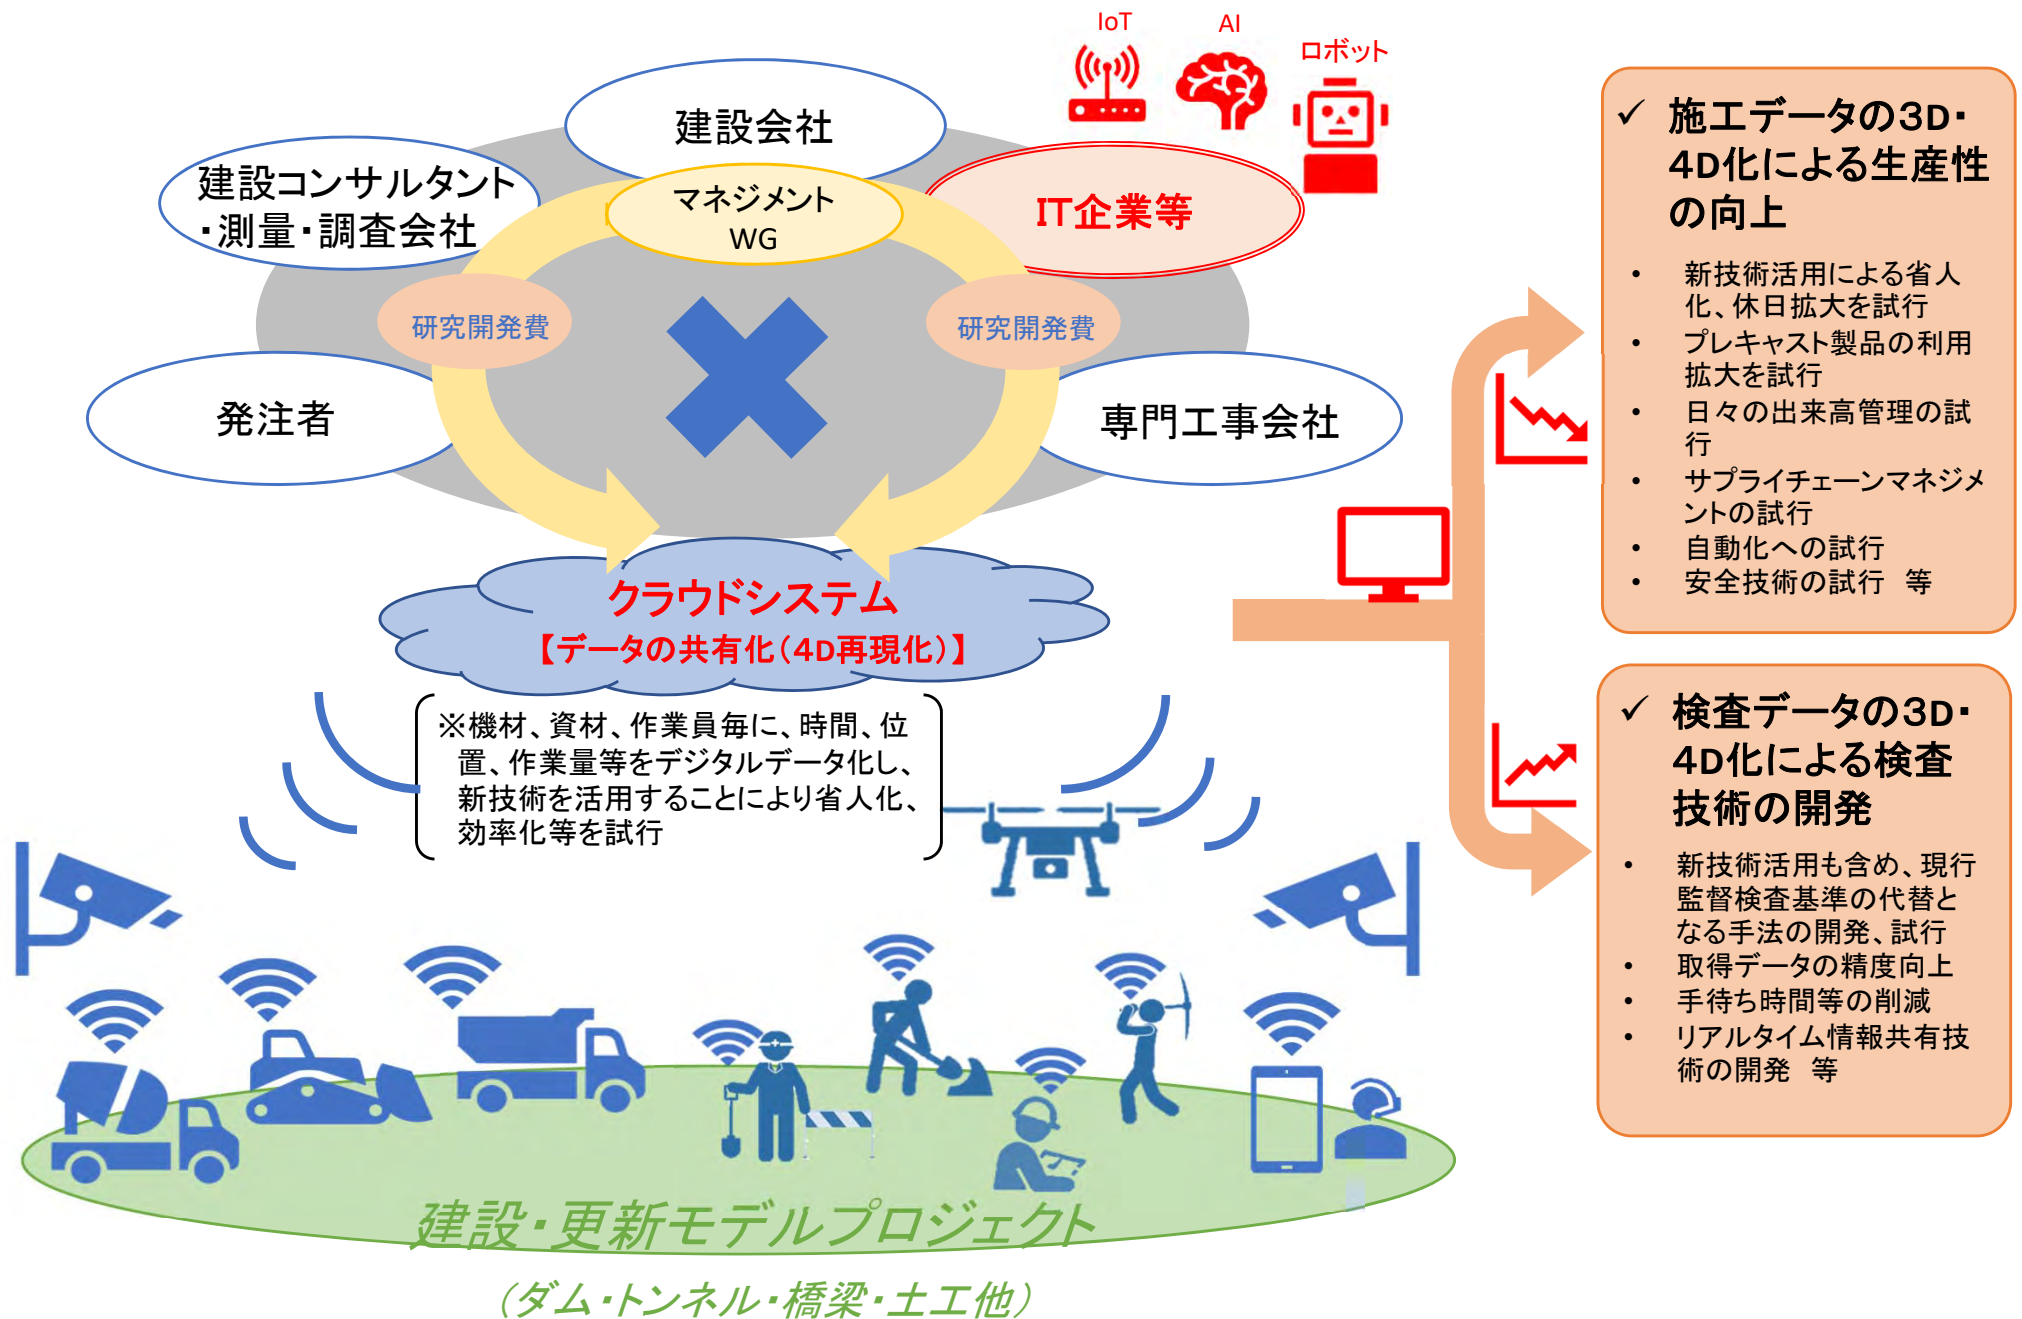 IoT
AI
ロボット
建設会社
建設コンサルタント
・測量・調査会社
マネジメント
WG
IT企業等
研究開発費
研究開発費
発注者
専門工事会社
クラウドシステム
【データの共有化（4D再現化）】
※機材、資材、作業員毎に、時間、位
置、作業量等をデジタルデータ化し、
新技術を活用することにより省人化、
効率化等を試行
建設・更新モデルプロジェクト
（ダム・トンネル・橋梁・土工他）
✓ 施工データの３D・
4D化による生産性
の向上
• 新技術活用による省人
化、休日拡大を試行
• プレキャスト製品の利用
拡大を試行
• 日々の出来高管理の試
行
• サプライチェーンマネジメ
ントの試行
• 自動化への試行
• 安全技術の試行　等
✓ 検査データの３D・
4D化による検査
技術の開発
• 新技術活用も含め、現行
監督検査基準の代替と
なる手法の開発、試行
• 取得データの精度向上
• 手待ち時間等の削減
• リアルタイム情報共有技
術の開発　等